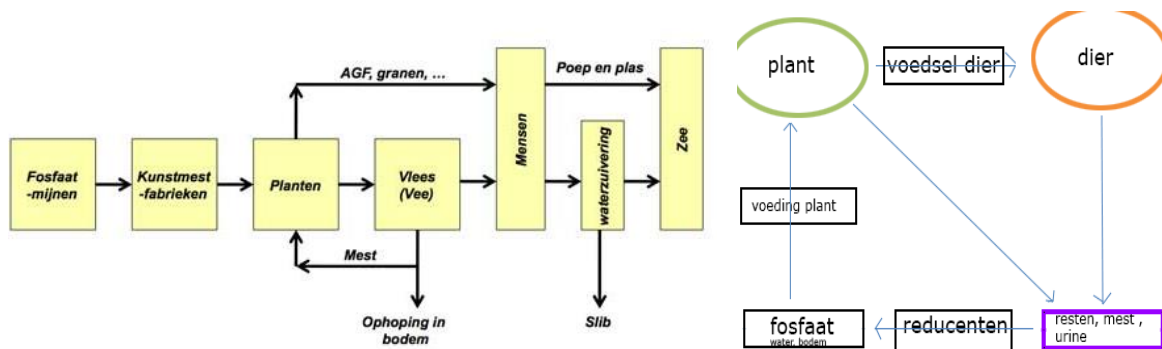 AGF, granen, ...
Poep en plas
Fosfaat
-mijnen
Kunstmest
-fabrieken
Planten
Vlees
(Vee)
Mensen
waterzuivering
Zee
Mest
Ophoping in
bodem
Slib
plant
voedsel dier
dier
voeding plant
fosfaat
water, bodem
reducenten
resten, mest ,
urine